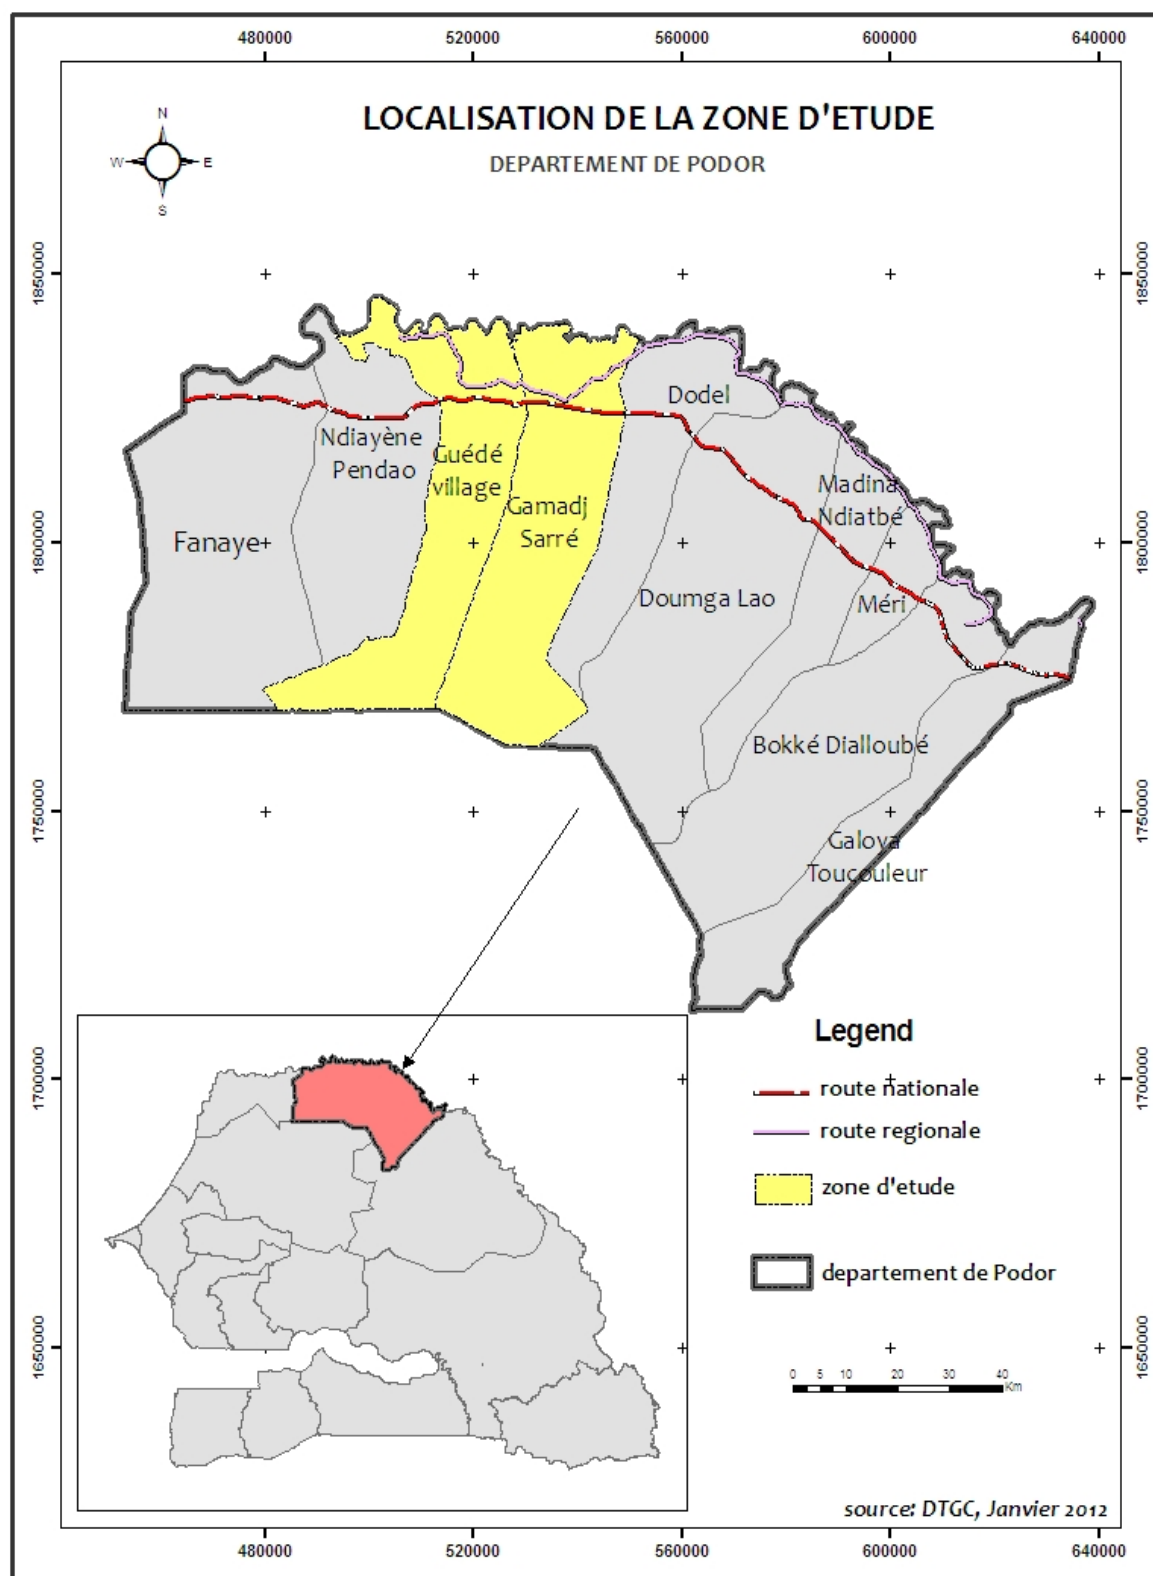 480000 520000 560000 600000 640000
LOCALISATION DE LA ZONE D'ETUDE
DEPARTEMENT DE PODOR
N
W E
S
1850000 1850000
Dodel
Ndiayène
Pendao
Guédé
village
Madina
Ndiatbé
Gamadj
Sarré
Fanaye
1800000 1800000
Doumga Lao
Méri
Bokké Dialloubé
1750000 1750000
Galoya
Toucouleur
Legend
1700000 1700000
route nationale
route regionale
zone d'etude
departement de Podor
1650000 1650000
0 5 10 20 30 40
Km
source: DTGC, Janvier 2012
480000 520000 560000 600000 640000